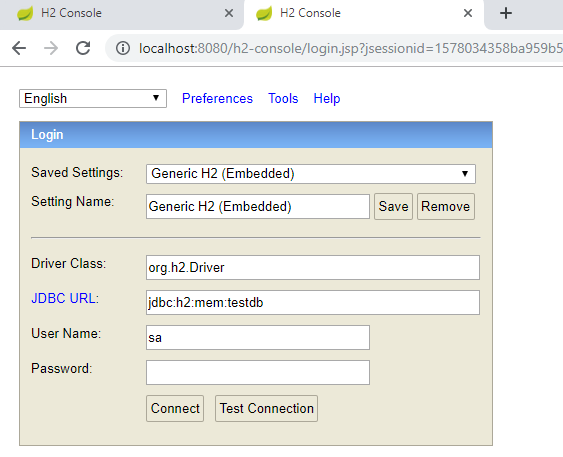 H2 Console
H2 Console
localhost:8080/h2-console/login.jsp?jsessionid=1578034358ba959b5
English Preferences Tools Help
Login
Saved Settings: Generic H2 (Embedded)
Setting Name: Generic H2 (Embedded) Save Remove
Driver Class: org.h2.Driver
JDBC URL: jdbc:h2:mem:testdb
User Name: sa
Password:
Connect Test Connection